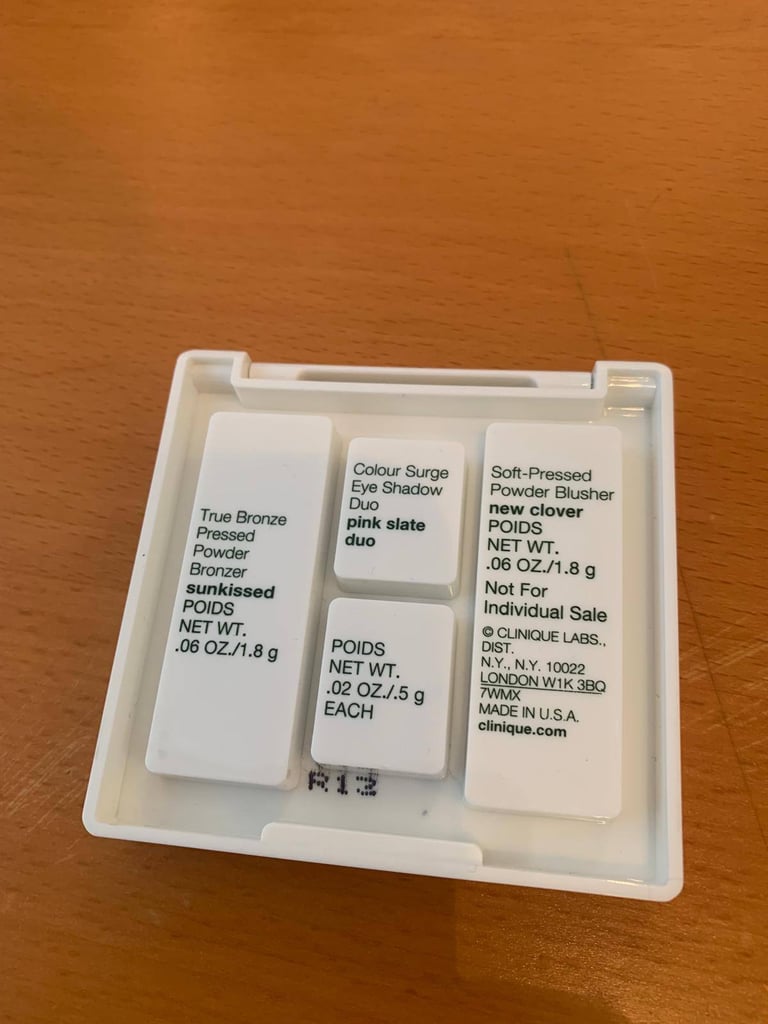 True Bronze
Pressed
Powder
Bronzer
sunkissed
POIDS
NET WT.
.06 OZ./1.8 g
Colour Surge
Eye Shadow
Duo
pink slate
duo
POIDS
NET WT.
.02 OZ./.5 g
EACH
Soft-Pressed
Powder Blusher
new clover
POIDS
NET WT.
.06 OZ./1.8 g
Not For
Individual Sale
© CLINIQUE LABS.,
DIST.
N.Y., N.Y. 10022
LONDON W1K 3BQ
7WMX
MADE IN U.S.A.
clinique.com
R13